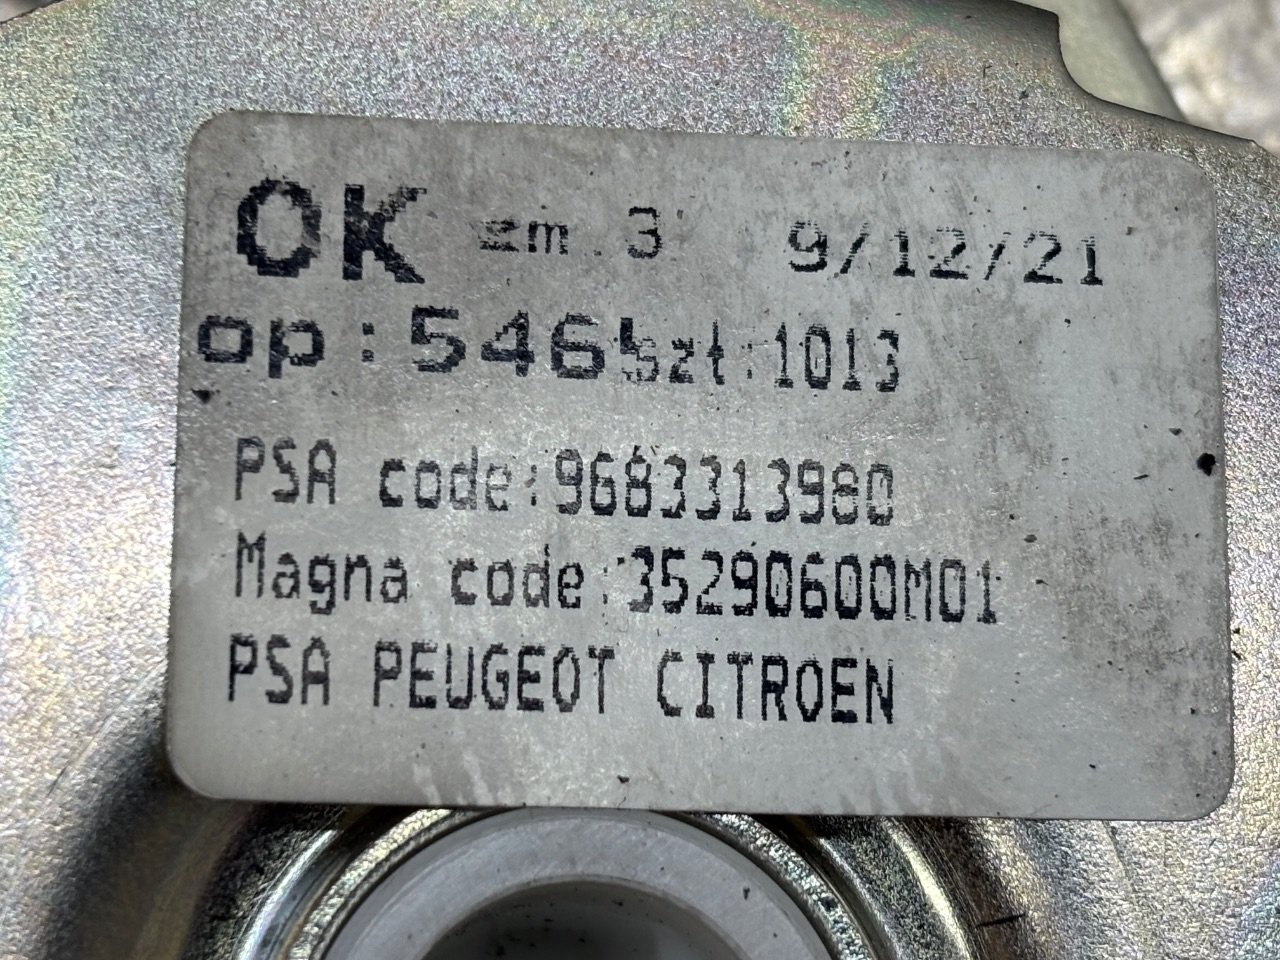 OK zm.3 9/12/21
op:546 szt:1013
PSA code:9683313980
Magna code:35290600M01
PSA PEUGEOT CITROEN